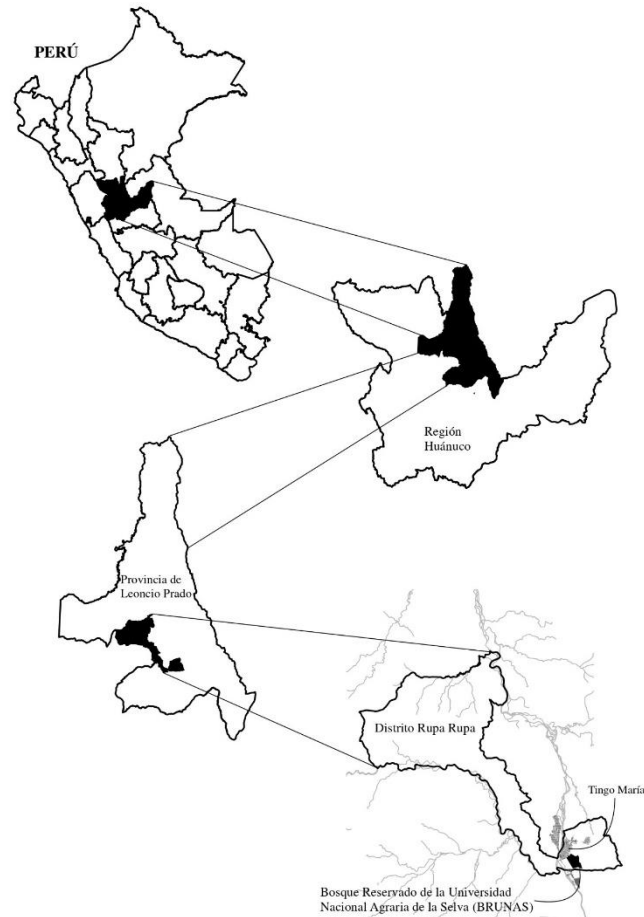 PERÚ
Región
Huánuco
Provincia de
Leoncio Prado
Distrito Rupa Rupa
Tingo María
Bosque Reservado de la Universidad
Nacional Agraria de la Selva (BRUNAS)